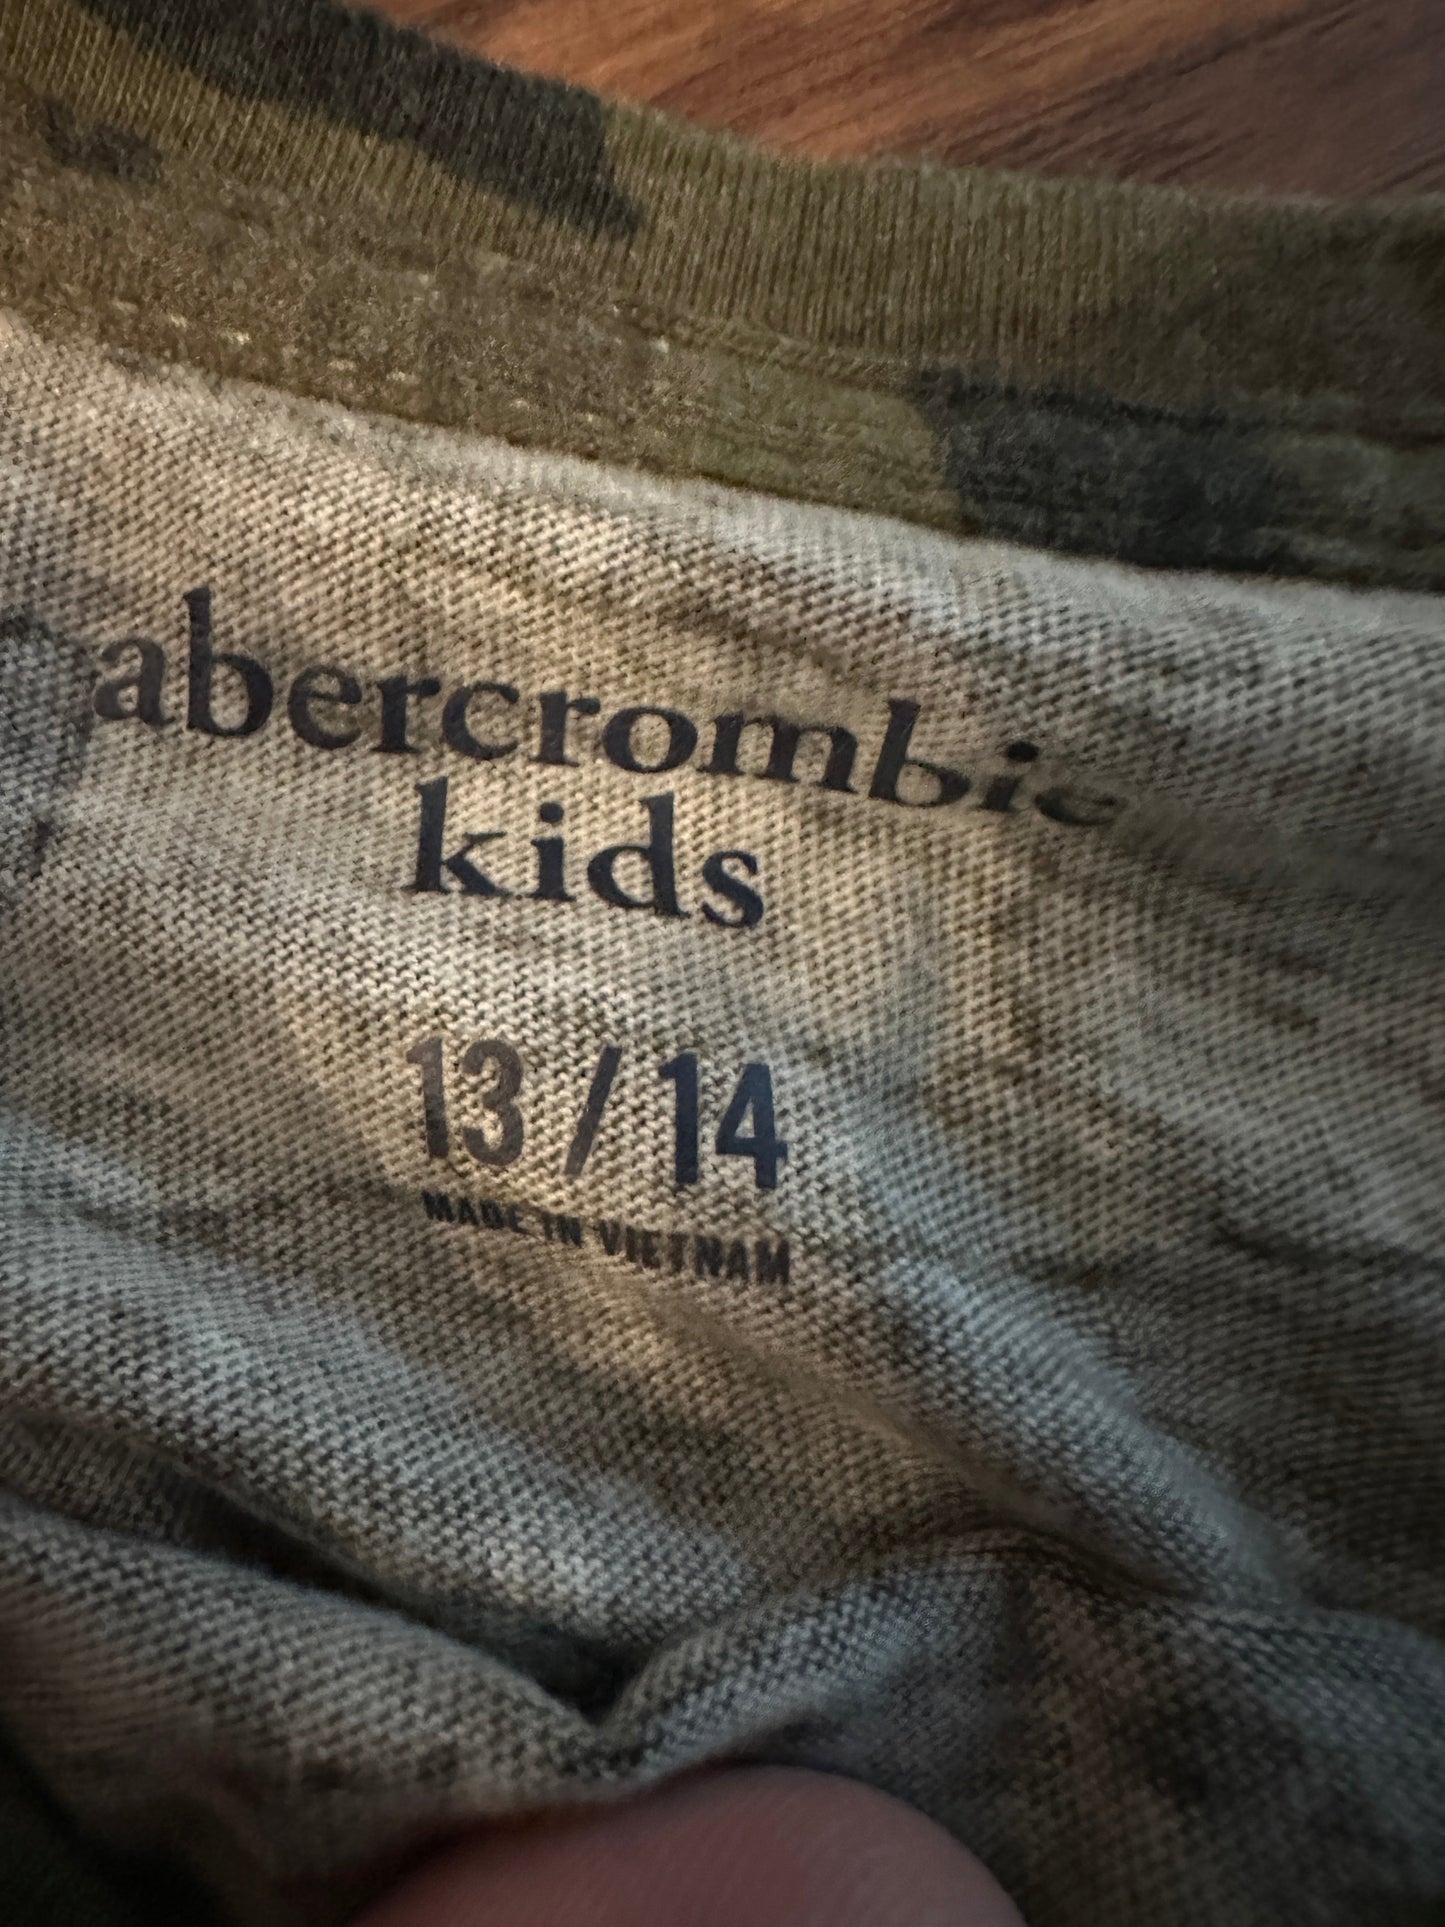 abercrombie
kids
13 / 14
MADE IN VIETNAM